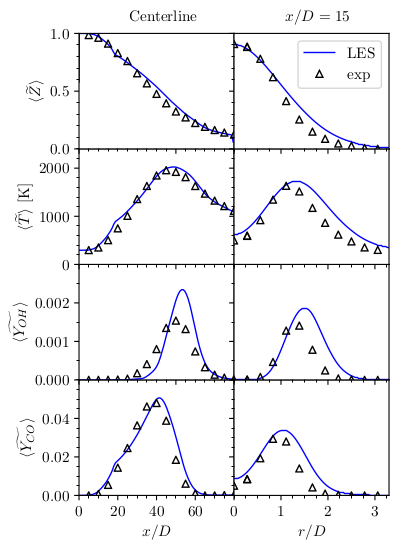 Centerline
x/D = 15
⟨Z̃⟩
1.0
0.5
0.0
LES
exp
⟨T̃⟩ [K]
2000
1000
0
⟨Ỹ_OH⟩
0.002
0.001
0.000
⟨Ỹ_CO⟩
0.04
0.02
0.00
0 20 40 60
0 1 2 3
x/D
r/D